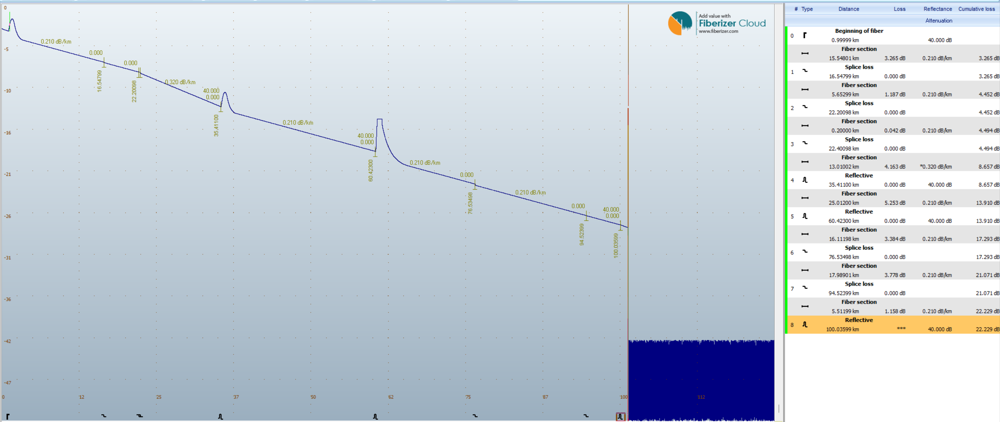 0
Add value with
Fiberizer Cloud
www.fiberizer.com
0.210 dB/km
-5
0.000
0.000
16.54799
22.20098
0.320 dB/km
-10
40.000
0.000
35.41100
0.210 dB/km
-16
40.000
0.000
60.42300
0.210 dB/km
-21
0.000
76.53498
0.210 dB/km
0.000
40.000
0.000
94.52399
100.03599
-26
-31
-36
-42
-47
0 12 25 37 50 62 75 87 100 112
# Type Distance Loss Reflectance Cumulative loss
Attenuation
Beginning of fiber
0 0.99999 km 40.000 dB
Fiber section
15.54801 km 3.265 dB 0.210 dB/km 3.265 dB
Splice loss
1 16.54799 km 0.000 dB 3.265 dB
Fiber section
5.65299 km 1.187 dB 0.210 dB/km 4.452 dB
Splice loss
2 22.20098 km 0.000 dB 4.452 dB
Fiber section
0.20000 km 0.042 dB 0.210 dB/km 4.494 dB
Splice loss
3 22.40098 km 0.000 dB 4.494 dB
Fiber section
13.01002 km 4.163 dB *0.320 dB/km 8.657 dB
Reflective
4 35.41100 km 0.000 dB 40.000 dB 8.657 dB
Fiber section
25.01200 km 5.253 dB 0.210 dB/km 13.910 dB
Reflective
5 60.42300 km 0.000 dB 40.000 dB 13.910 dB
Fiber section
16.11198 km 3.384 dB 0.210 dB/km 17.293 dB
Splice loss
6 76.53498 km 0.000 dB 17.293 dB
Fiber section
17.98901 km 3.778 dB 0.210 dB/km 21.071 dB
Splice loss
7 94.52399 km 0.000 dB 21.071 dB
Fiber section
5.51199 km 1.158 dB 0.210 dB/km 22.229 dB
Reflective
8 100.03599 km *** 40.000 dB 22.229 dB